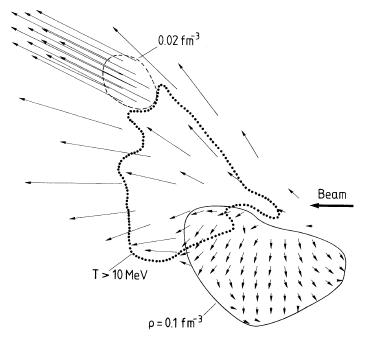 0.02 fm⁻³
Beam
T > 10 MeV
ρ = 0.1 fm⁻³